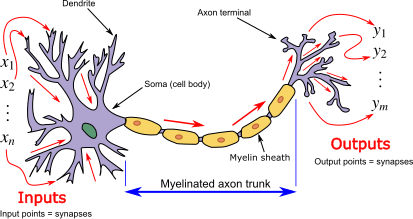 Dendrite
Axon terminal
x1
x2
⋮
xn
y1
y2
⋮
ym
Soma (cell body)
Myelin sheath
Myelinated axon trunk
Inputs
Input points = synapses
Outputs
Output points = synapses